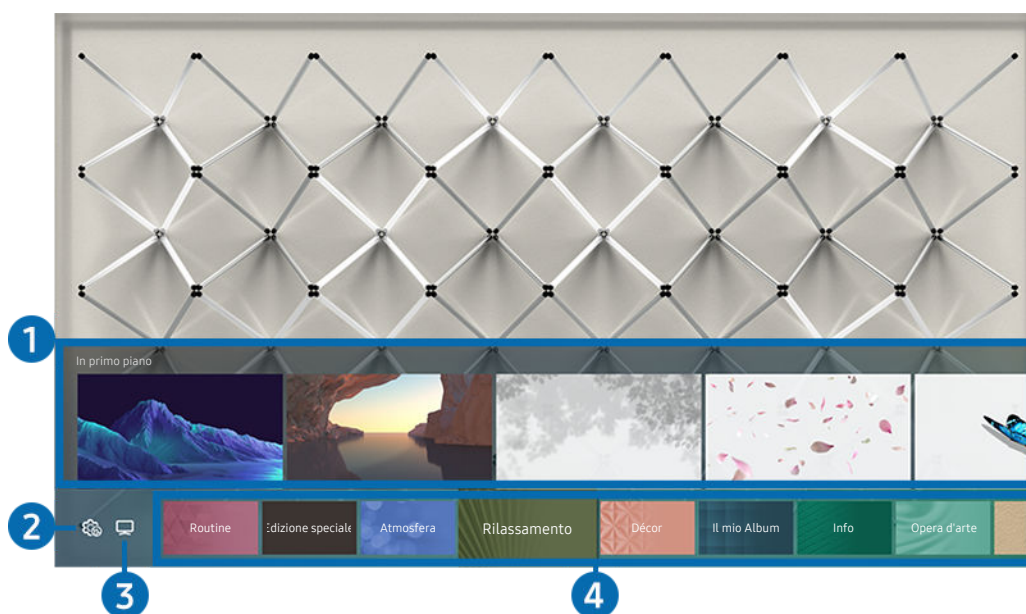 1
In primo piano
2
Routine
Edizione speciale
Atmosfera
Rilassamento
Décor
Il mio Album
Info
Opera d'arte
3
4